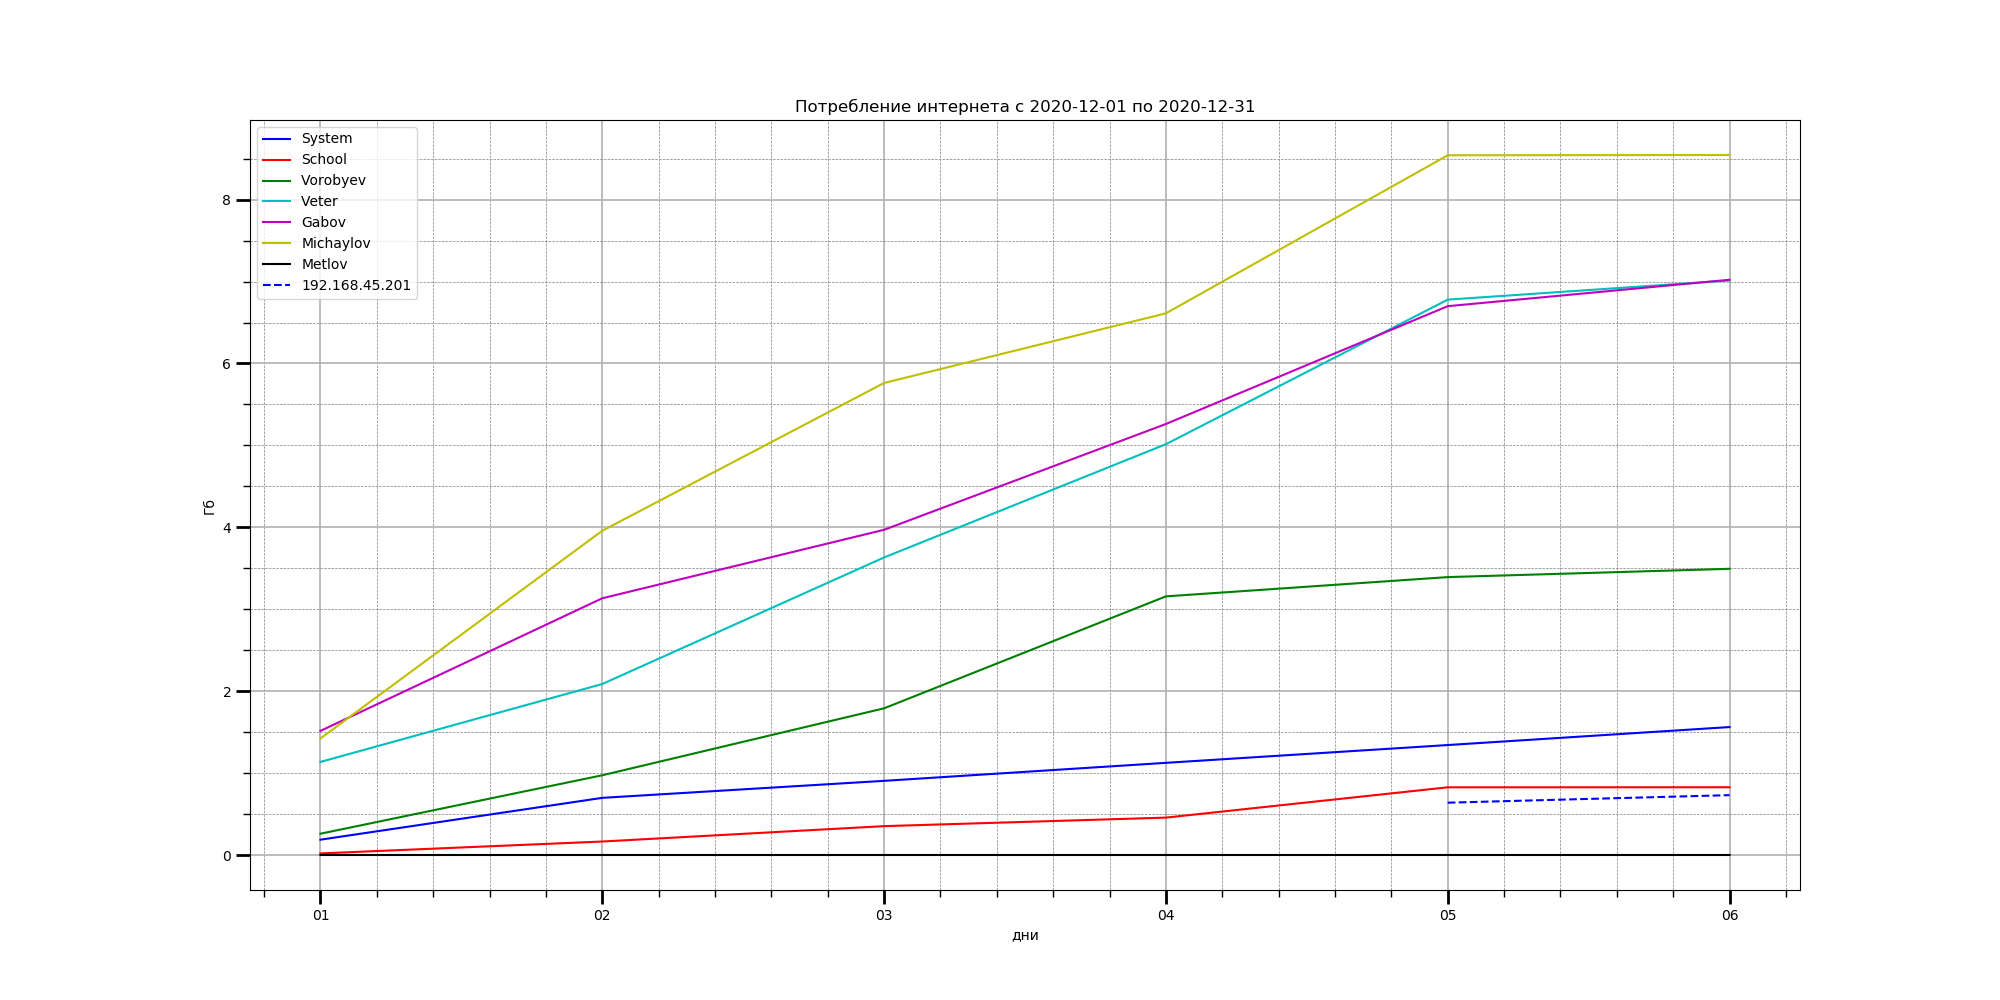 Потребление интернета с 2020-12-01 по 2020-12-31
System
School
Vorobyev
Veter
Gabov
Michaylov
Metlov
192.168.45.201
8
6
4
2
0
Гб
01 02 03 04 05 06
дни